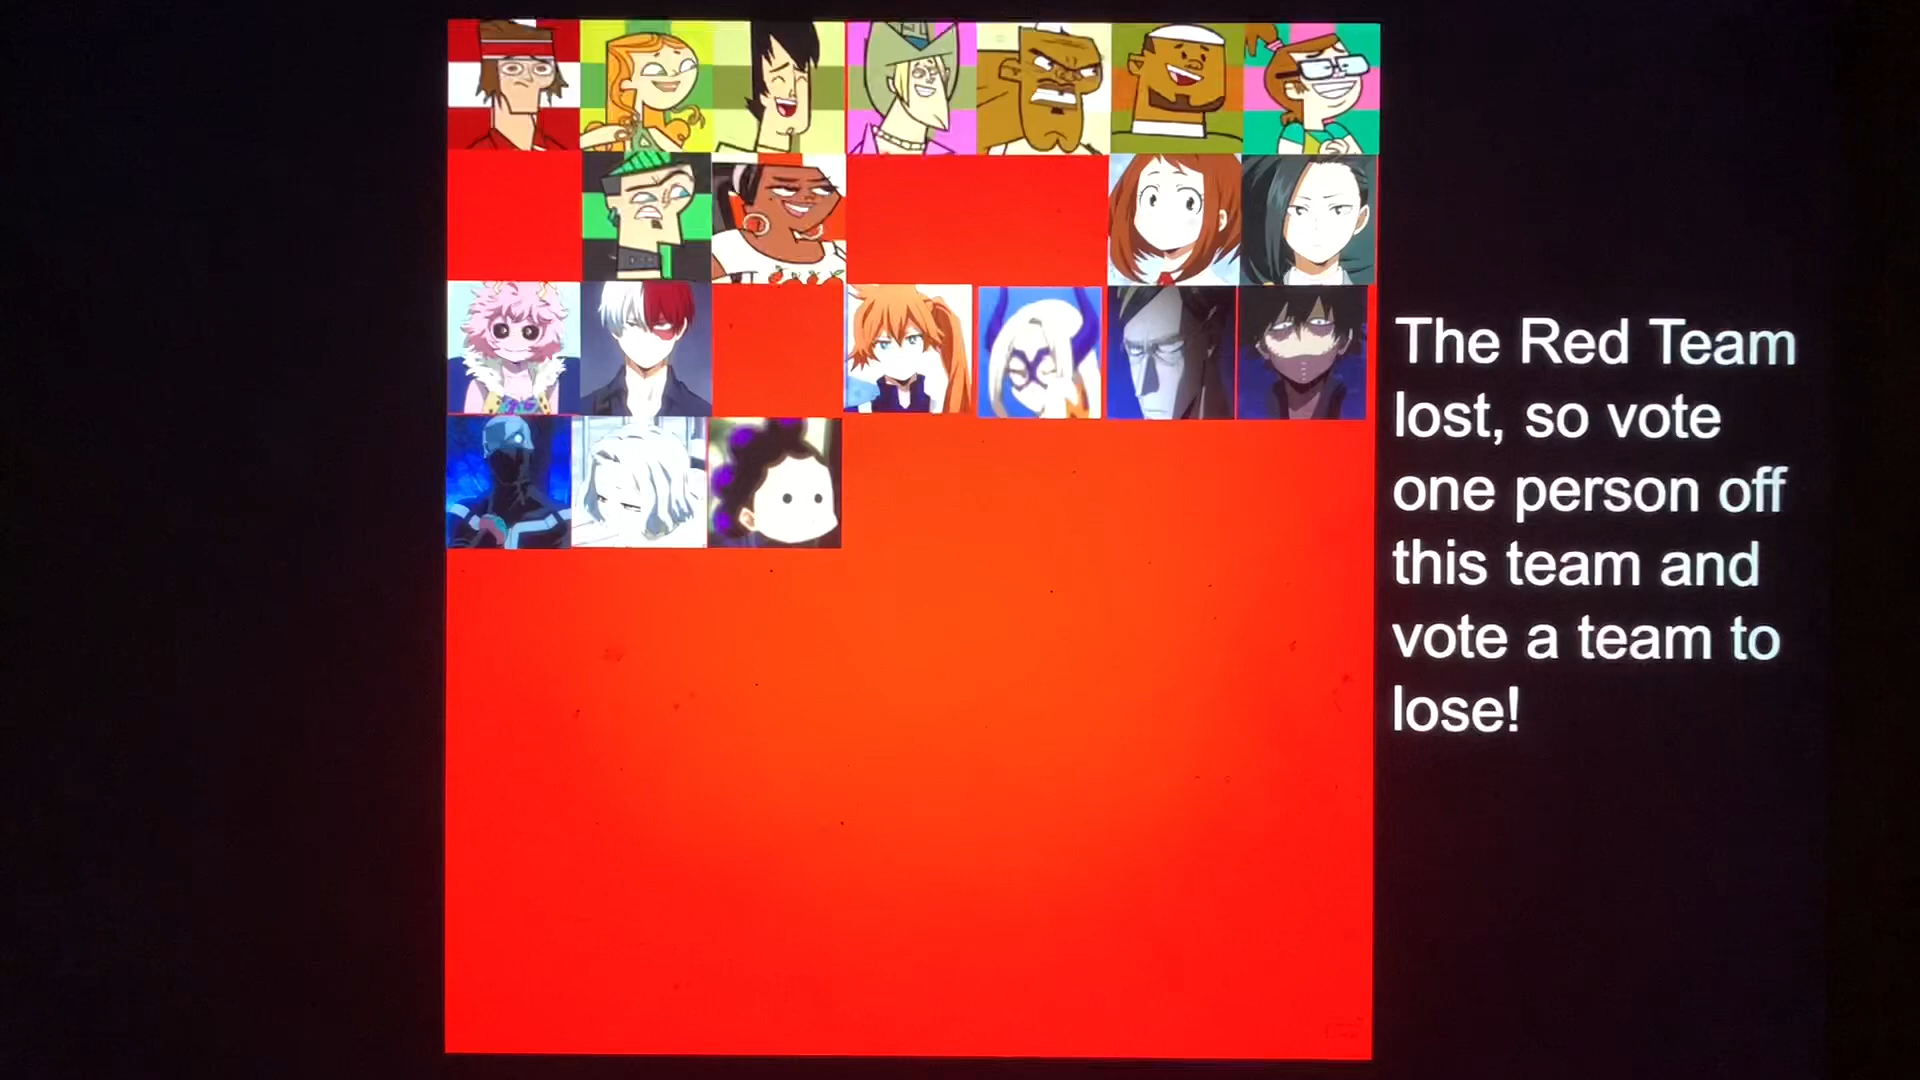 The Red Team
lost, so vote
one person off
this team and
vote a team to
lose!